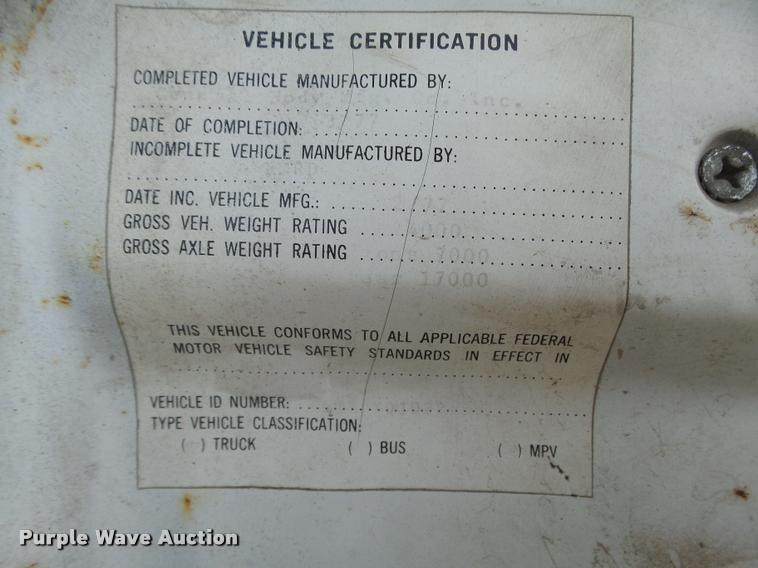 VEHICLE CERTIFICATION
COMPLETED VEHICLE MANUFACTURED BY:
Inc.
DATE OF COMPLETION:
INCOMPLETE VEHICLE MANUFACTURED BY:
DATE INC. VEHICLE MFG.:
GROSS VEH. WEIGHT RATING
GROSS AXLE WEIGHT RATING 7000
17000
THIS VEHICLE CONFORMS TO ALL APPLICABLE FEDERAL
MOTOR VEHICLE SAFETY STANDARDS IN EFFECT IN
VEHICLE ID NUMBER:
TYPE VEHICLE CLASSIFICATION:
( ) TRUCK ( ) BUS ( ) MPV
Purple Wave Auction